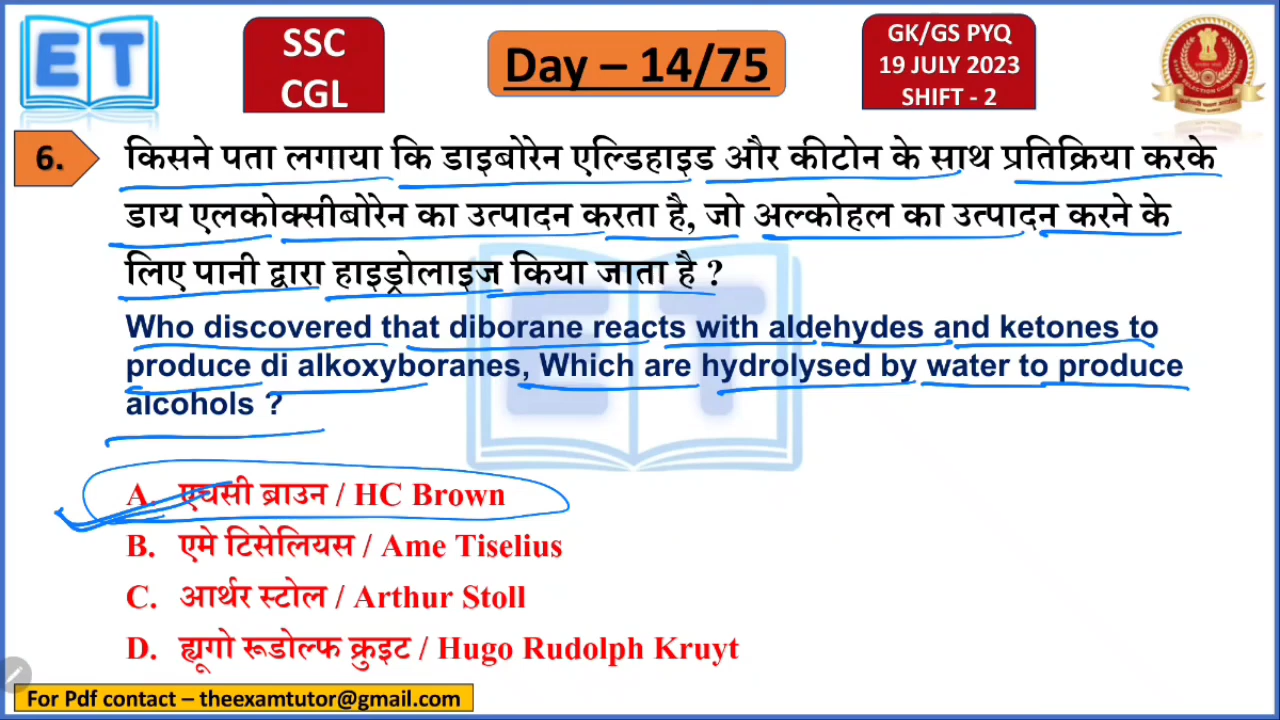 ET
SSC
CGL
Day – 14/75
GK/GS PYQ
19 JULY 2023
SHIFT - 2
6.
किसने पता लगाया कि डाइबोरेन एल्डिहाइड और कीटोन के साथ प्रतिक्रिया करके
डाय एलकोक्सीबोरेन का उत्पादन करता है, जो अल्कोहल का उत्पादन करने के
लिए पानी द्वारा हाइड्रोलाइज किया जाता है ?
Who discovered that diborane reacts with aldehydes and ketones to
produce di alkoxyboranes, Which are hydrolysed by water to produce
alcohols ?
A. एचसी ब्राउन / HC Brown
B. एमे टिसेलियस / Ame Tiselius
C. आर्थर स्टोल / Arthur Stoll
D. ह्यूगो रूडोल्फ क्रुइट / Hugo Rudolph Kruyt
For Pdf contact – theexamtutor@gmail.com